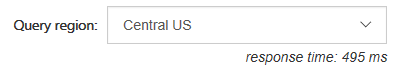 Query region: Central US
response time: 495 ms